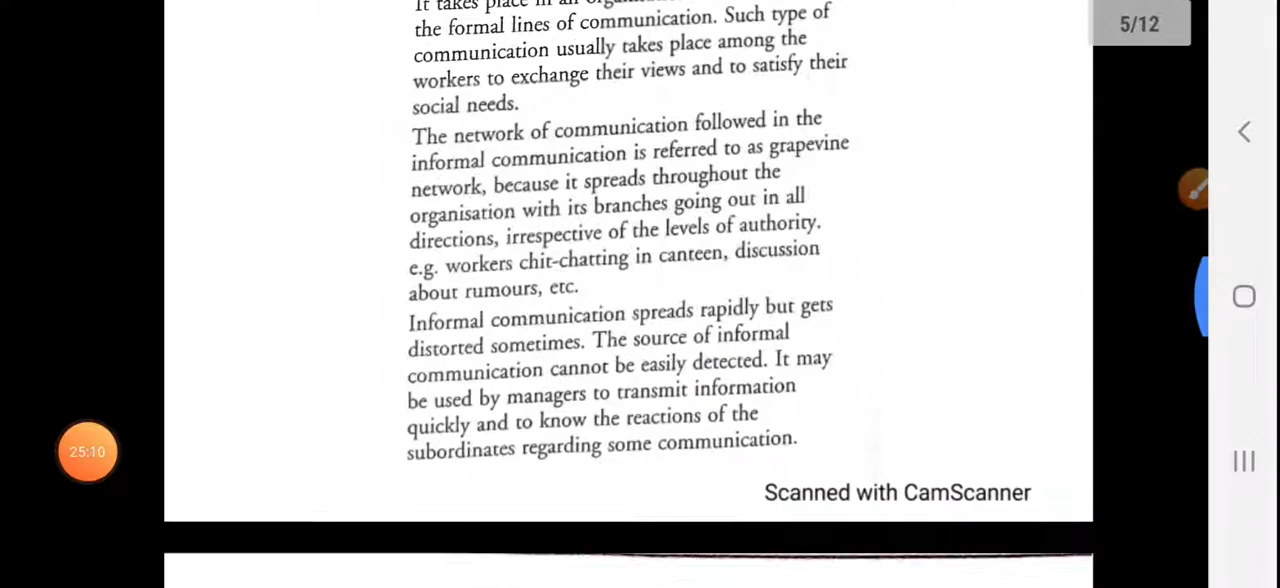 It takes place in an
the formal lines of communication. Such type of
communication usually takes place among the
workers to exchange their views and to satisfy their
social needs.
The network of communication followed in the
informal communication is referred to as grapevine
network, because it spreads throughout the
organisation with its branches going out in all
directions, irrespective of the levels of authority.
e.g. workers chit-chatting in canteen, discussion
about rumours, etc.
Informal communication spreads rapidly but gets
distorted sometimes. The source of informal
communication cannot be easily detected. It may
be used by managers to transmit information
quickly and to know the reactions of the
subordinates regarding some communication.
Scanned with CamScanner
5/12
25:10